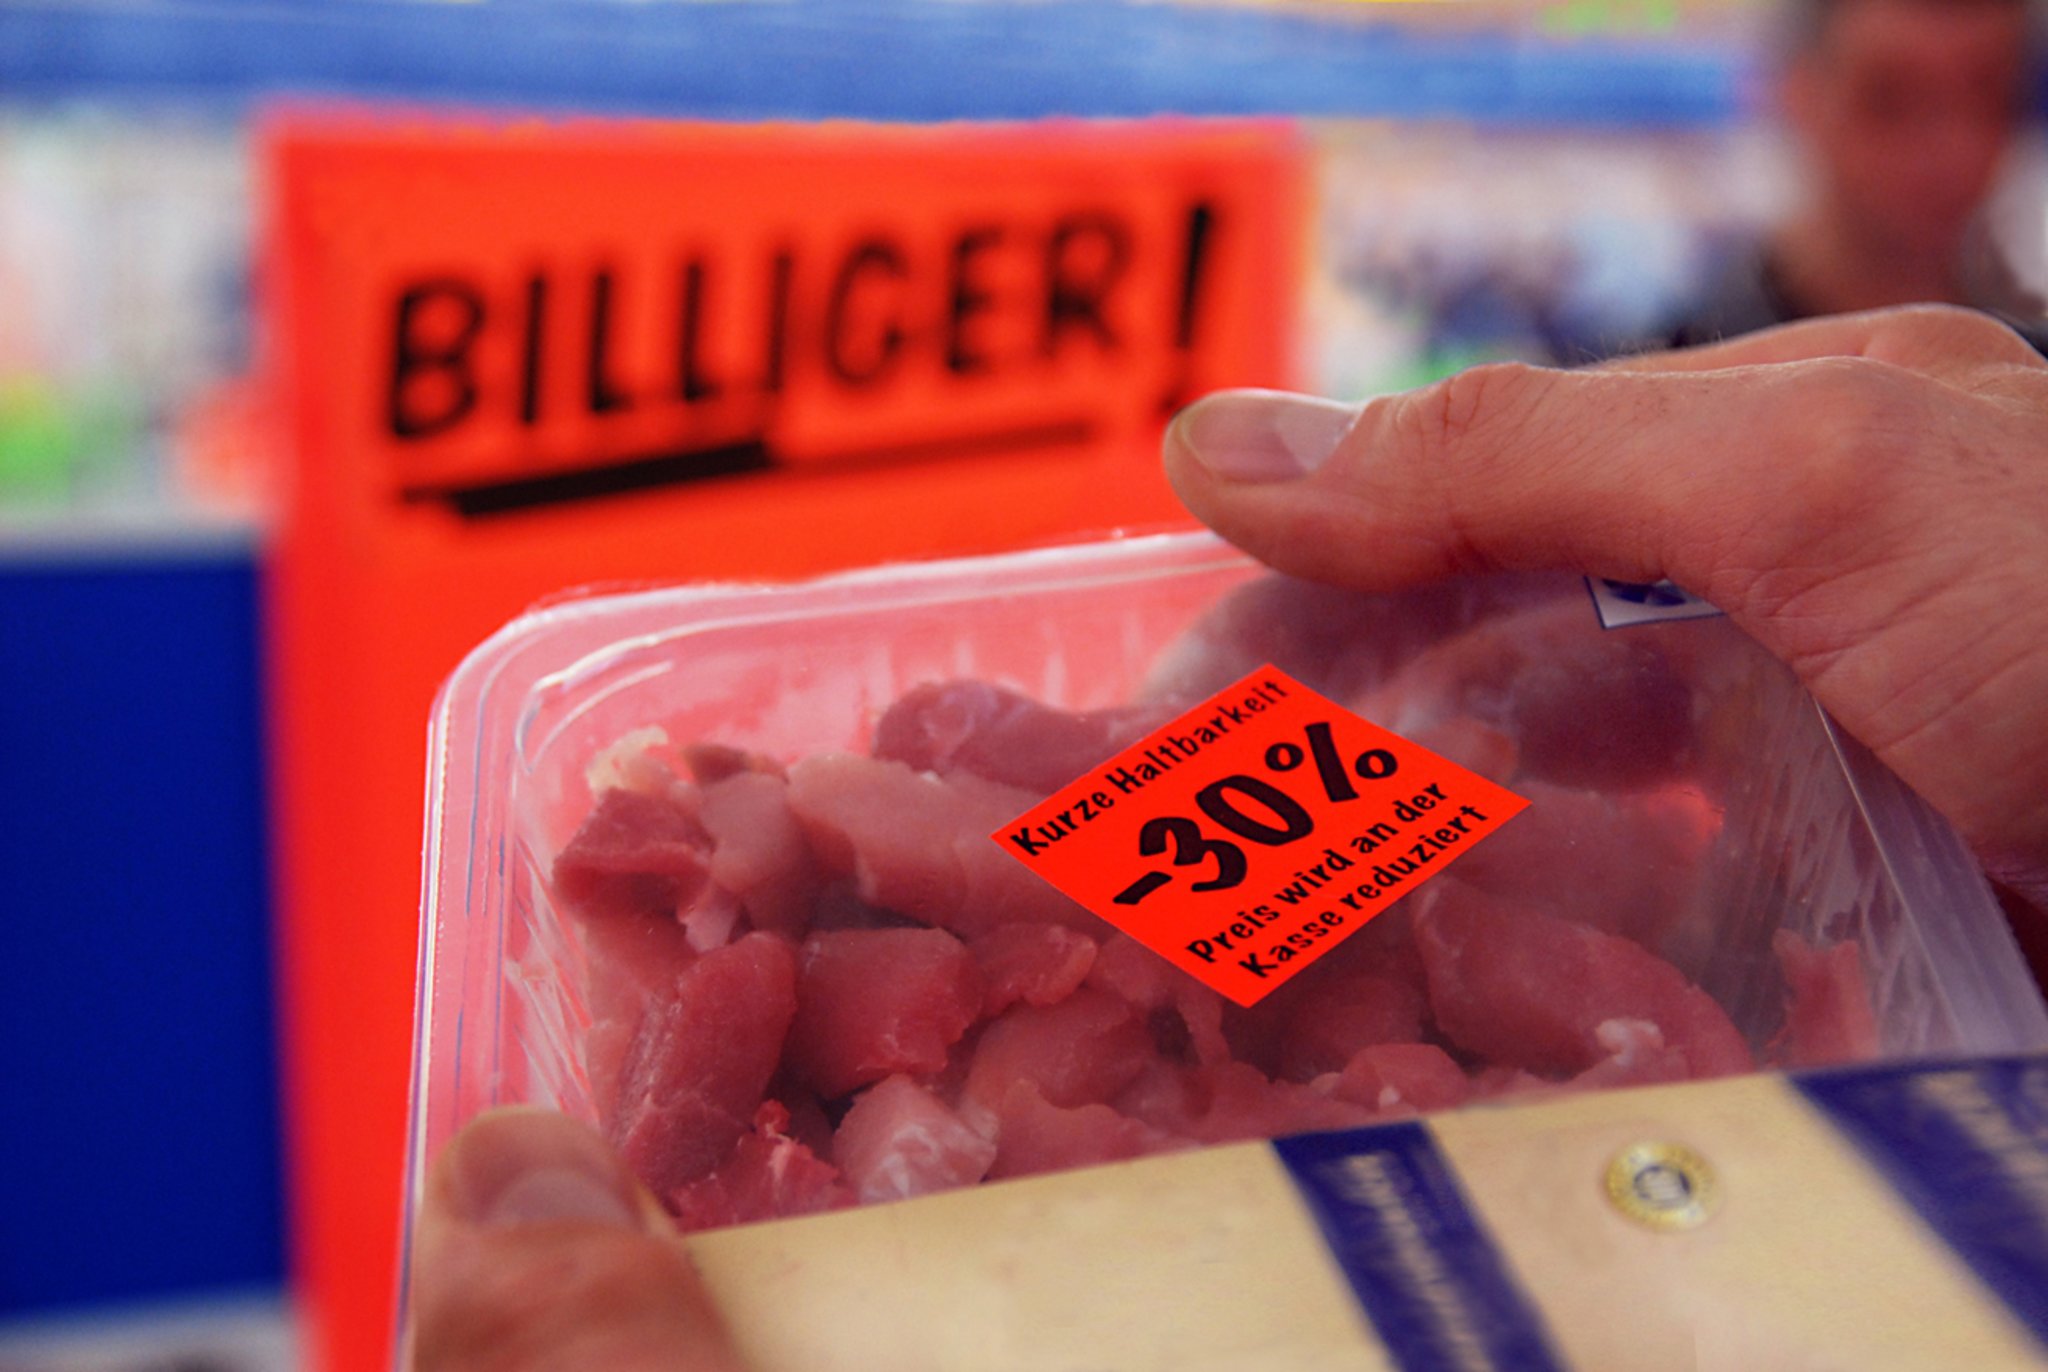 BILLIGER!
Kurze Haltbarkeit
-30%
Preis wird an der
Kasse reduziert